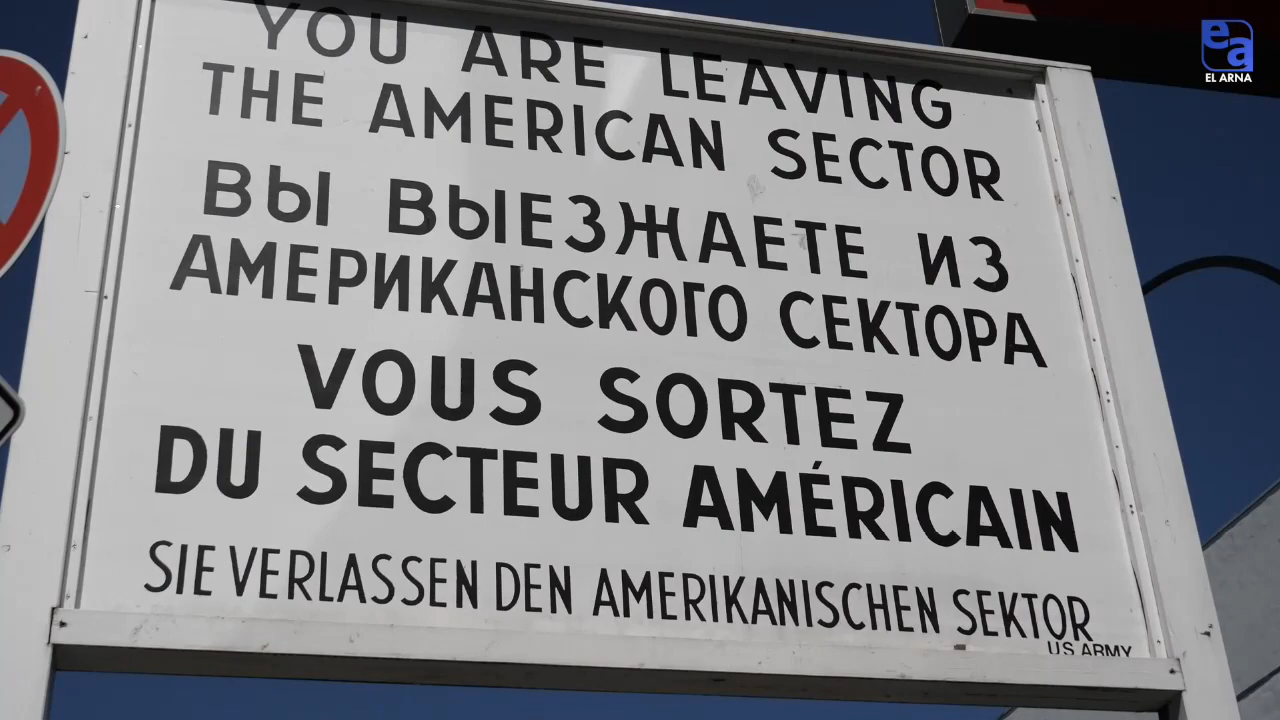 YOU ARE LEAVING
THE AMERICAN SECTOR
ВЫ ВЫЕЗЖАЕТЕ ИЗ
АМЕРИКАНСКОГО СЕКТОРА
VOUS SORTEZ
DU SECTEUR AMÉRICAIN
SIE VERLASSEN DEN AMERIKANISCHEN SEKTOR
US ARMY
ea
EL ARNA